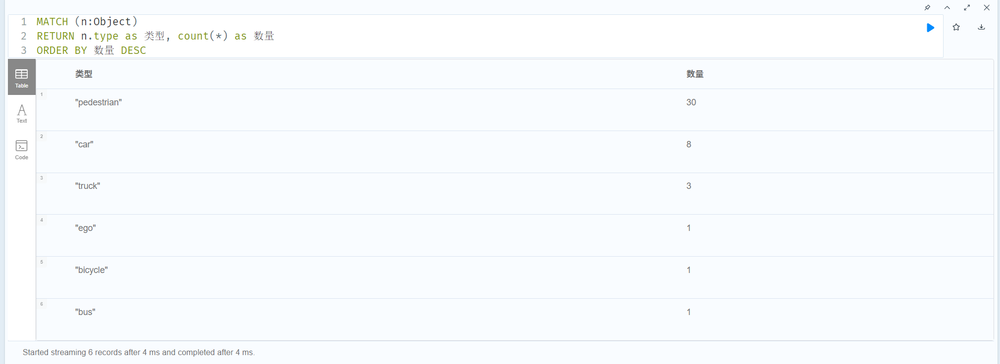 1 MATCH (n:Object)
2 RETURN n.type as 类型, count(*) as 数量
3 ORDER BY 数量 DESC
Table
Text
Code
类型 数量
1 "pedestrian" 30
2 "car" 8
3 "truck" 3
4 "ego" 1
5 "bicycle" 1
6 "bus" 1
Started streaming 6 records after 4 ms and completed after 4 ms.